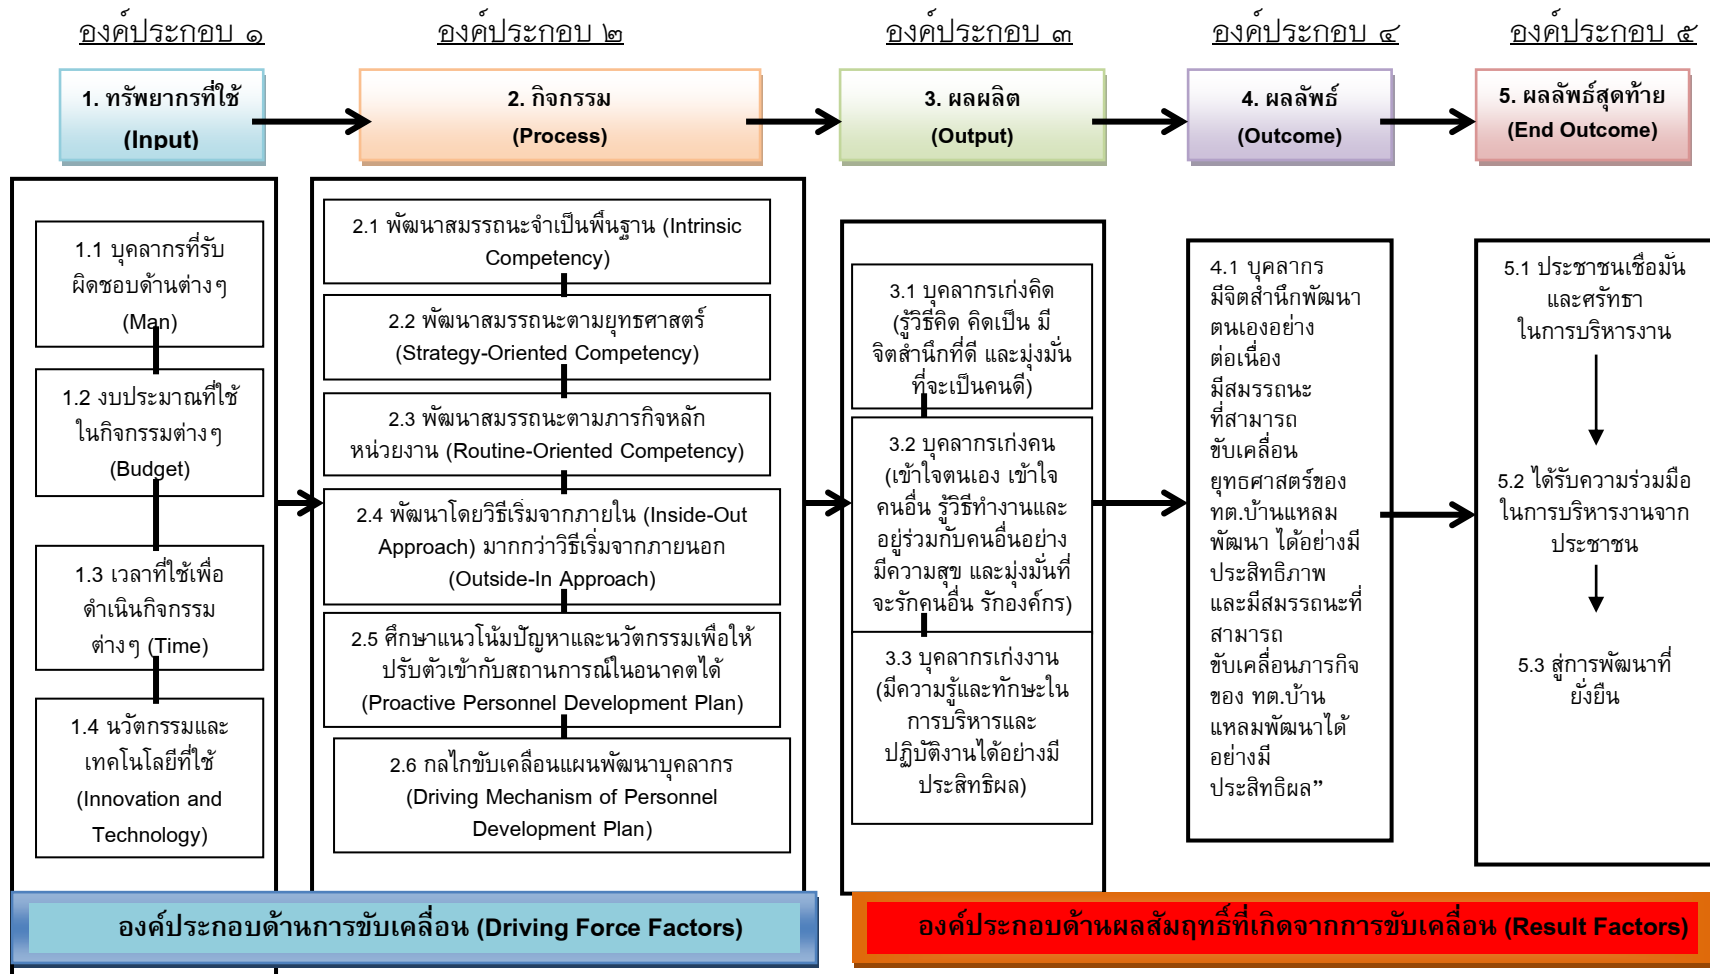 องค์ประกอบ ๑
องค์ประกอบ ๒
องค์ประกอบ ๓
องค์ประกอบ ๔
องค์ประกอบ ๕
1. ทรัพยากรที่ใช้
(Input)
2. กิจกรรม
(Process)
3. ผลผลิต
(Output)
4. ผลลัพธ์
(Outcome)
5. ผลลัพธ์สุดท้าย
(End Outcome)
1.1 บุคลากรที่รับ
ผิดชอบด้านต่างๆ
(Man)
1.2 งบประมาณที่ใช้
ในกิจกรรมต่างๆ
(Budget)
1.3 เวลาที่ใช้เพื่อ
ดำเนินกิจกรรม
ต่างๆ (Time)
1.4 นวัตกรรมและ
เทคโนโลยีที่ใช้
(Innovation and
Technology)
2.1 พัฒนาสมรรถนะจำเป็นพื้นฐาน (Intrinsic
Competency)
2.2 พัฒนาสมรรถนะตามยุทธศาสตร์
(Strategy-Oriented Competency)
2.3 พัฒนาสมรรถนะตามภารกิจหลัก
หน่วยงาน (Routine-Oriented Competency)
2.4 พัฒนาโดยวิธีเริ่มจากภายใน (Inside-Out
Approach) มากกว่าวิธีเริ่มจากภายนอก
(Outside-In Approach)
2.5 ศึกษาแนวโน้มปัญหาและนวัตกรรมเพื่อให้
ปรับตัวเข้ากับสถานการณ์ในอนาคตได้
(Proactive Personnel Development Plan)
2.6 กลไกขับเคลื่อนแผนพัฒนาบุคลากร
(Driving Mechanism of Personnel
Development Plan)
3.1 บุคลากรเก่งคิด
(รู้วิธีคิด คิดเป็น มี
จิตสำนึกที่ดี และมุ่งมั่น
ที่จะเป็นคนดี)
3.2 บุคลากรเก่งคน
(เข้าใจตนเอง เข้าใจ
คนอื่น รู้วิธีทำงานและ
อยู่ร่วมกับคนอื่นอย่าง
มีความสุข และมุ่งมั่นที่
จะรักคนอื่น รักองค์กร)
3.3 บุคลากรเก่งงาน
(มีความรู้และทักษะใน
การบริหารและ
ปฏิบัติงานได้อย่างมี
ประสิทธิผล)
4.1 บุคลากร
มีจิตสำนึกพัฒนา
ตนเองอย่าง
ต่อเนื่อง
มีสมรรถนะ
ที่สามารถ
ขับเคลื่อน
ยุทธศาสตร์ของ
ทต.บ้านแหลม
พัฒนา ได้อย่างมี
ประสิทธิภาพ
และมีสมรรถนะที่
สามารถ
ขับเคลื่อนภารกิจ
ของ ทต.บ้าน
แหลมพัฒนาได้
อย่างมี
ประสิทธิผล”
5.1 ประชาชนเชื่อมั่น
และศรัทธา
ในการบริหารงาน
5.2 ได้รับความร่วมมือ
ในการบริหารงานจาก
ประชาชน
5.3 สู่การพัฒนาที่
ยั่งยืน
องค์ประกอบด้านการขับเคลื่อน (Driving Force Factors)
องค์ประกอบด้านผลสัมฤทธิ์ที่เกิดจากการขับเคลื่อน (Result Factors)